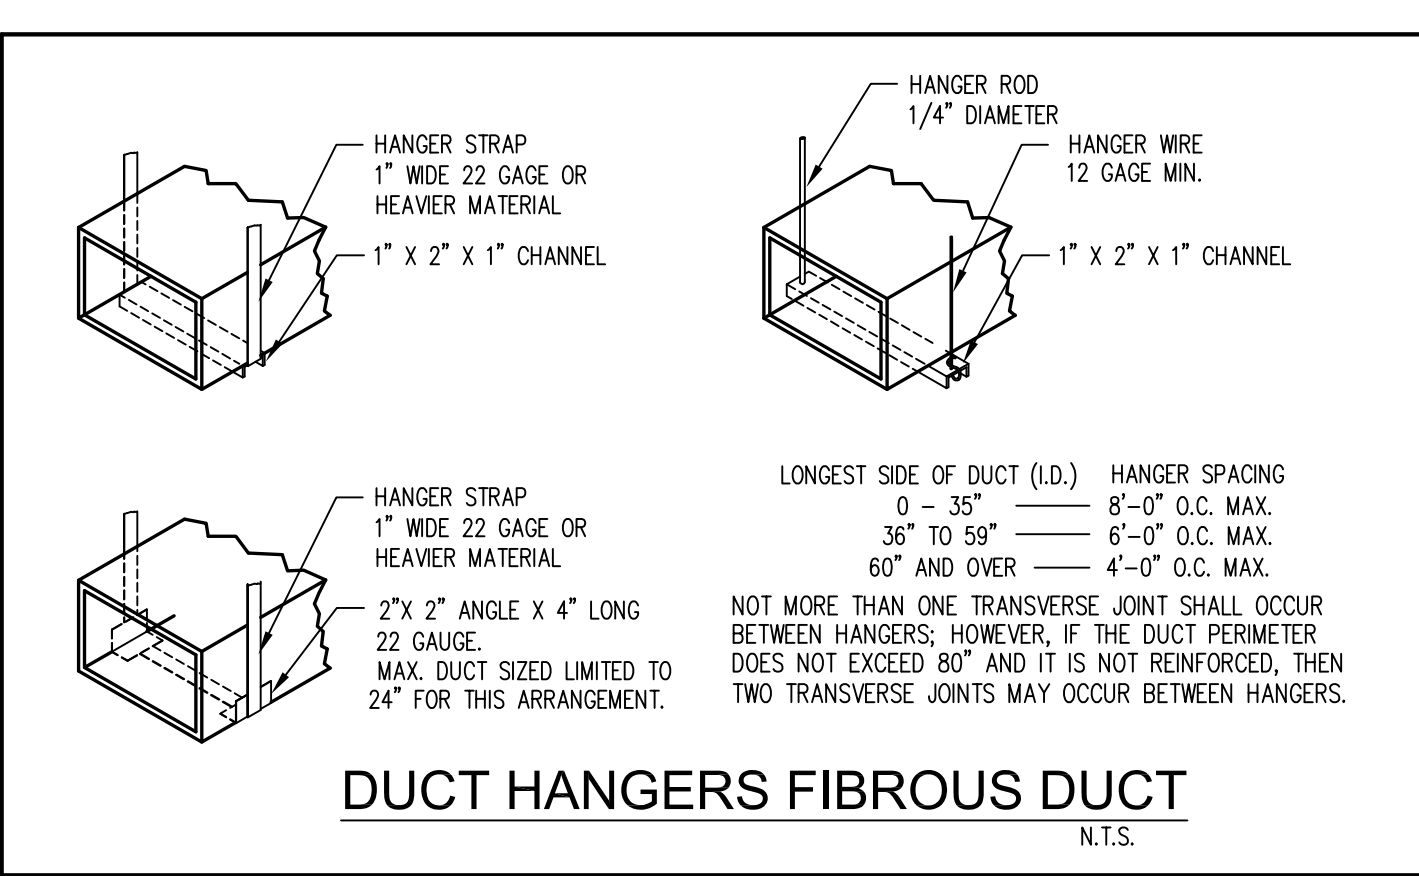 HANGER STRAP
1" WIDE 22 GAGE OR
HEAVIER MATERIAL
1" X 2" X 1" CHANNEL
HANGER ROD
1/4" DIAMETER
HANGER WIRE
12 GAGE MIN.
1" X 2" X 1" CHANNEL
HANGER STRAP
1" WIDE 22 GAGE OR
HEAVIER MATERIAL
2"X 2" ANGLE X 4" LONG
22 GAUGE.
MAX. DUCT SIZED LIMITED TO
24" FOR THIS ARRANGEMENT.
LONGEST SIDE OF DUCT (I.D.) HANGER SPACING
0 - 35" 8'-0" O.C. MAX.
36" TO 59" 6'-0" O.C. MAX.
60" AND OVER 4'-0" O.C. MAX.
NOT MORE THAN ONE TRANSVERSE JOINT SHALL OCCUR
BETWEEN HANGERS; HOWEVER, IF THE DUCT PERIMETER
DOES NOT EXCEED 80" AND IT IS NOT REINFORCED, THEN
TWO TRANSVERSE JOINTS MAY OCCUR BETWEEN HANGERS.
DUCT HANGERS FIBROUS DUCT
N.T.S.